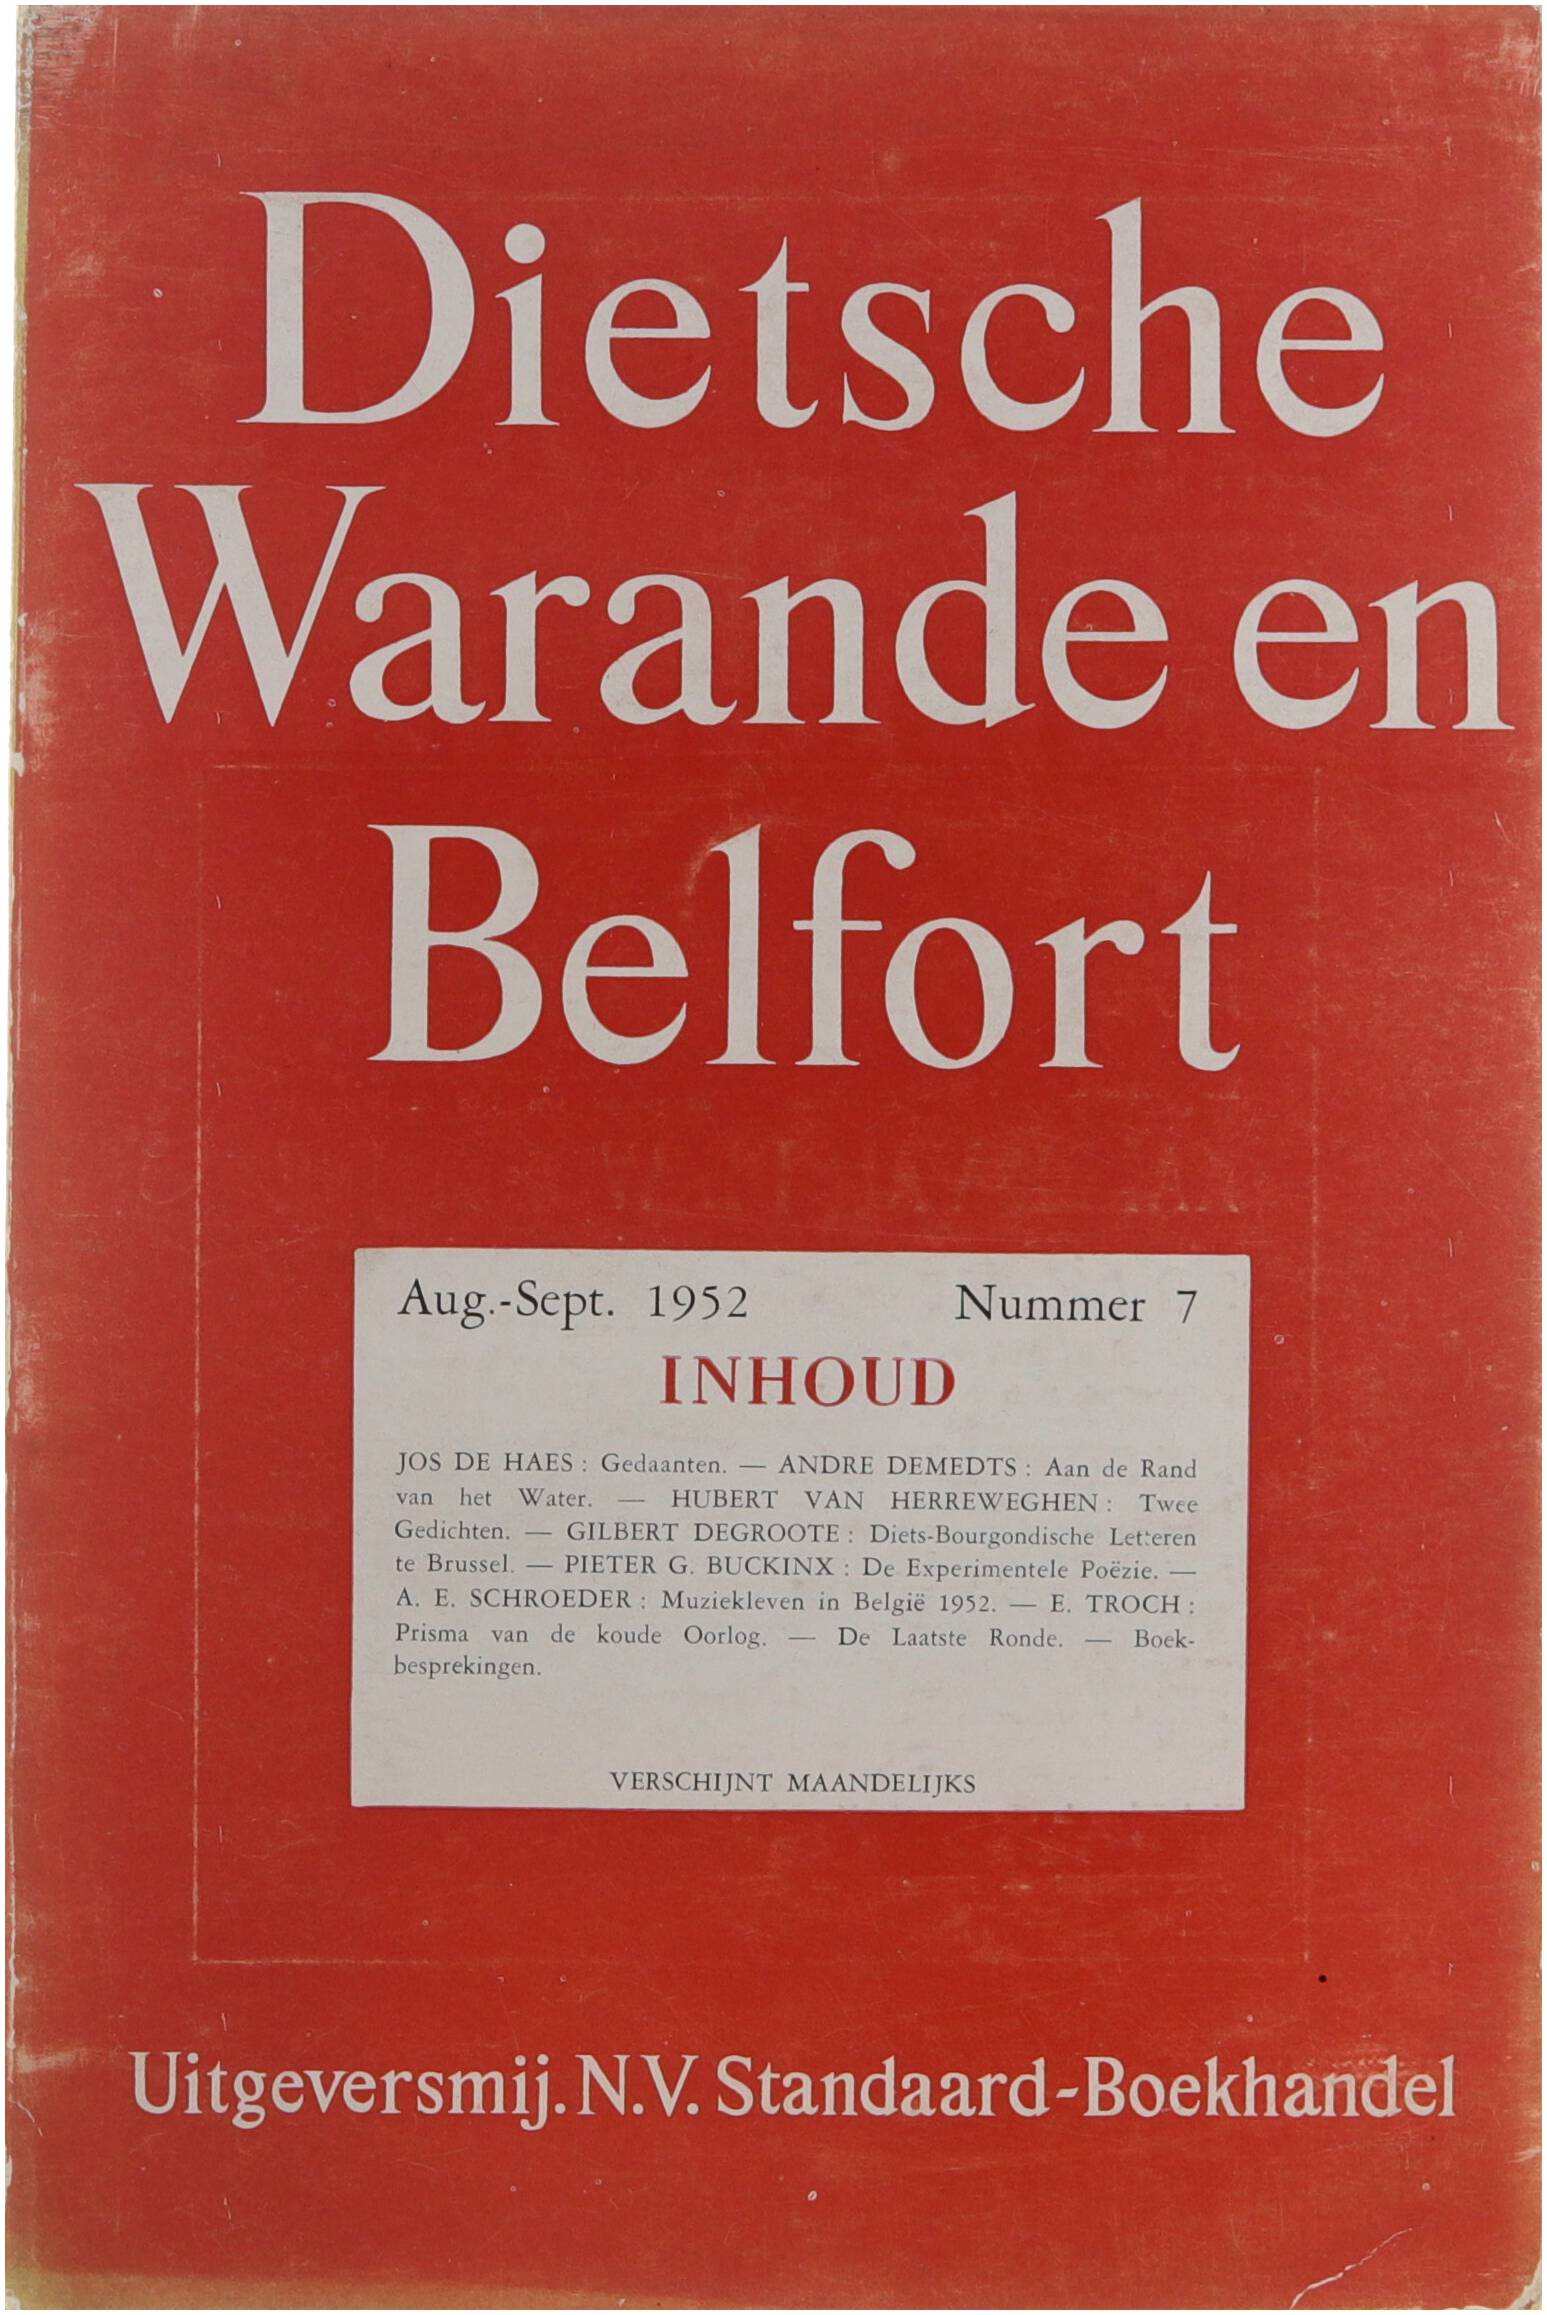 Dietsche
Warande en
Belfort
Aug.-Sept. 1952 Nummer 7
INHOUD
JOS DE HAES : Gedaanten. — ANDRE DEMEDTS : Aan de Rand
van het Water. — HUBERT VAN HERREWEGHEN : Twee
Gedichten. — GILBERT DEGROOTE : Diets-Bourgondische Letteren
te Brussel. — PIETER G. BUCKINX : De Experimentele Poëzie. —
A. E. SCHROEDER : Muziekleven in België 1952. — E. TROCH :
Prisma van de koude Oorlog. — De Laatste Ronde. — Boek-
besprekingen.
VERSCHIJNT MAANDELIJKS
Uitgeversmij. N.V. Standaard-Boekhandel